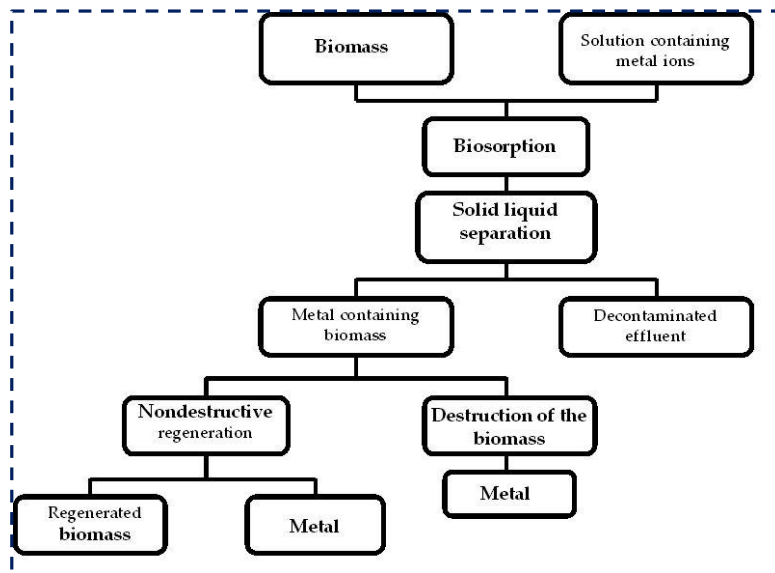 Biomass
Solution containing
metal ions
Biosorption
Solid liquid
separation
Metal containing
biomass
Decontaminated
effluent
Nondestructive
regeneration
Destruction of the
biomass
Metal
Regenerated
biomass
Metal